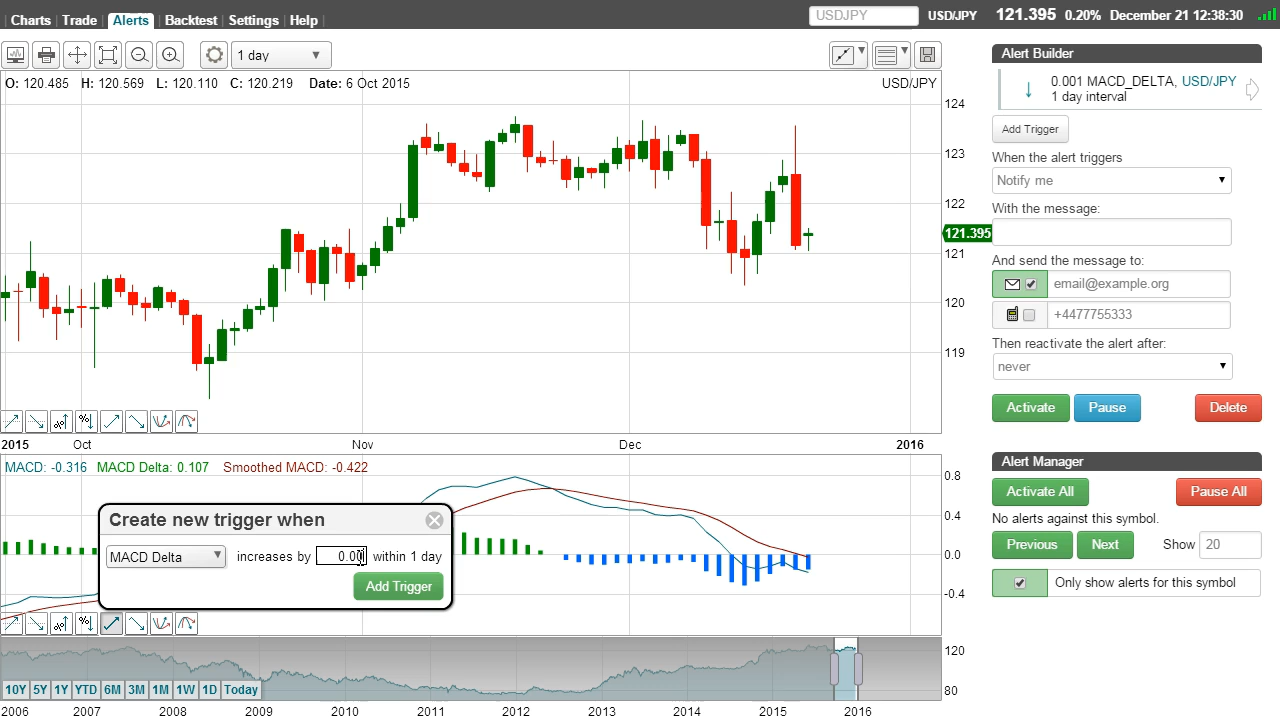 Charts | Trade | Alerts | Backtest | Settings | Help
USDJPY USD/JPY 121.395 0.20% December 21 12:38:30
1 day
O: 120.485 H: 120.569 L: 120.110 C: 120.219 Date: 6 Oct 2015 USD/JPY
124
123
122
121.395
121
120
119
2015 Oct Nov Dec 2016
MACD: -0.316 MACD Delta: 0.107 Smoothed MACD: -0.422
0.8
0.4
0.0
-0.4
Create new trigger when
MACD Delta increases by 0.00 within 1 day
Add Trigger
120
80
10Y 5Y 1Y YTD 6M 3M 1M 1W 1D Today
2006 2007 2008 2009 2010 2011 2012 2013 2014 2015 2016
Alert Builder
0.001 MACD_DELTA, USD/JPY
1 day interval
Add Trigger
When the alert triggers
Notify me
With the message:
And send the message to:
email@example.org
+4477755333
Then reactivate the alert after:
never
Activate Pause Delete
Alert Manager
Activate All Pause All
No alerts against this symbol.
Previous Next Show 20
Only show alerts for this symbol